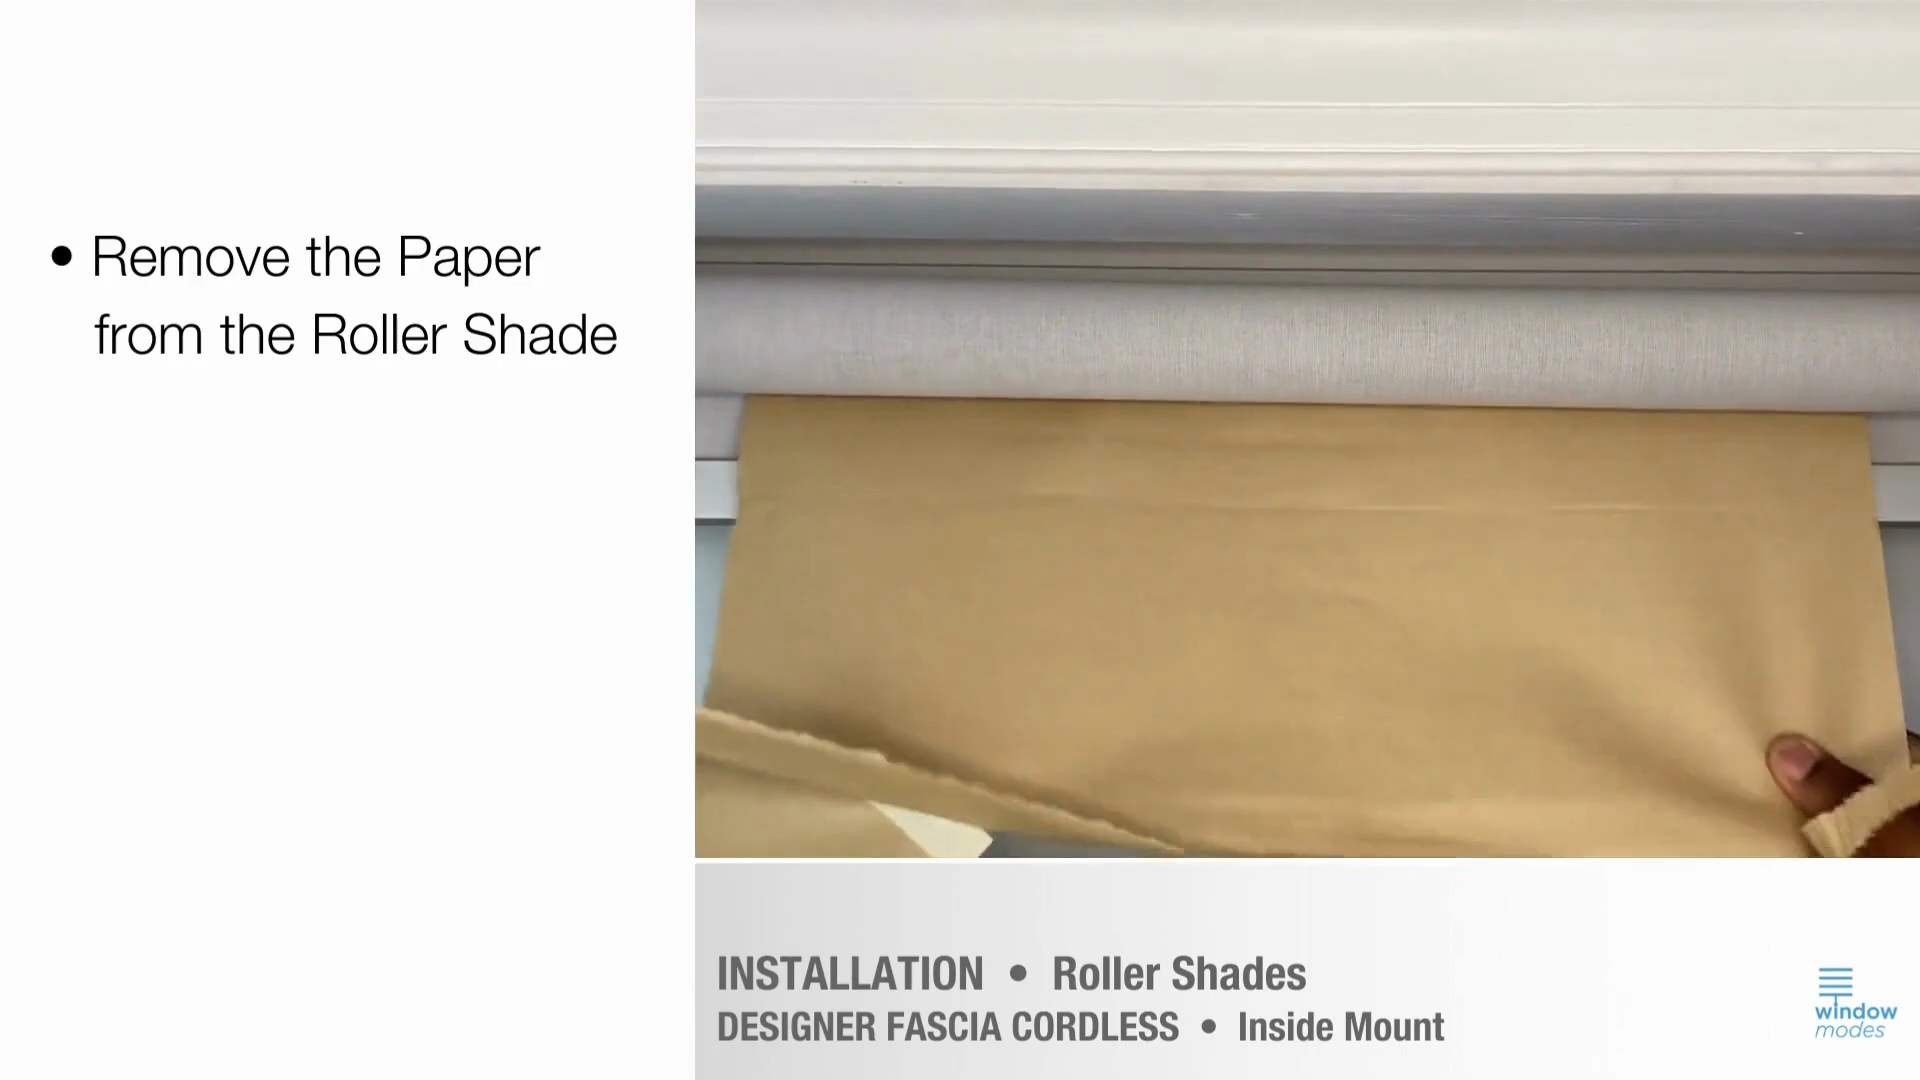 • Remove the Paper
from the Roller Shade
INSTALLATION • Roller Shades
DESIGNER FASCIA CORDLESS • Inside Mount
window
modes